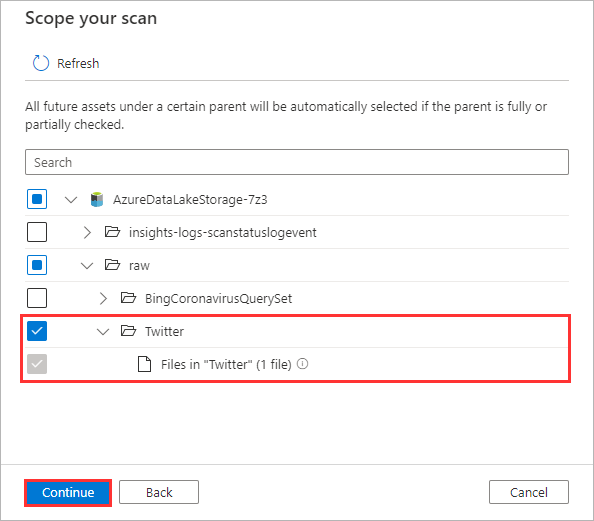 Scope your scan
Refresh
All future assets under a certain parent will be automatically selected if the parent is fully or
partially checked.
Search
AzureDataLakeStorage-7z3
insights-logs-scanstatuslogevent
raw
BingCoronavirusQuerySet
Twitter
Files in "Twitter" (1 file)
Continue
Back
Cancel